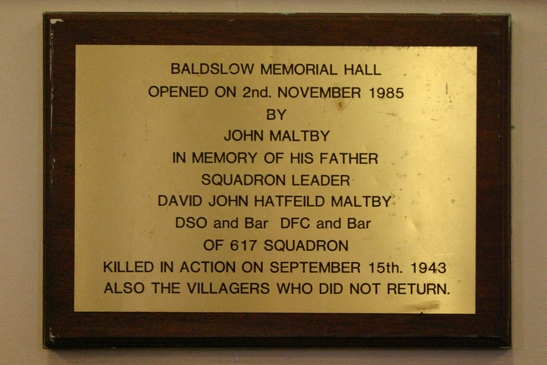 BALDSLOW MEMORIAL HALL
OPENED ON 2nd. NOVEMBER 1985
BY
JOHN MALTBY
IN MEMORY OF HIS FATHER
SQUADRON LEADER
DAVID JOHN HATFEILD MALTBY
DSO and Bar DFC and Bar
OF 617 SQUADRON
KILLED IN ACTION ON SEPTEMBER 15th. 1943
ALSO THE VILLAGERS WHO DID NOT RETURN.